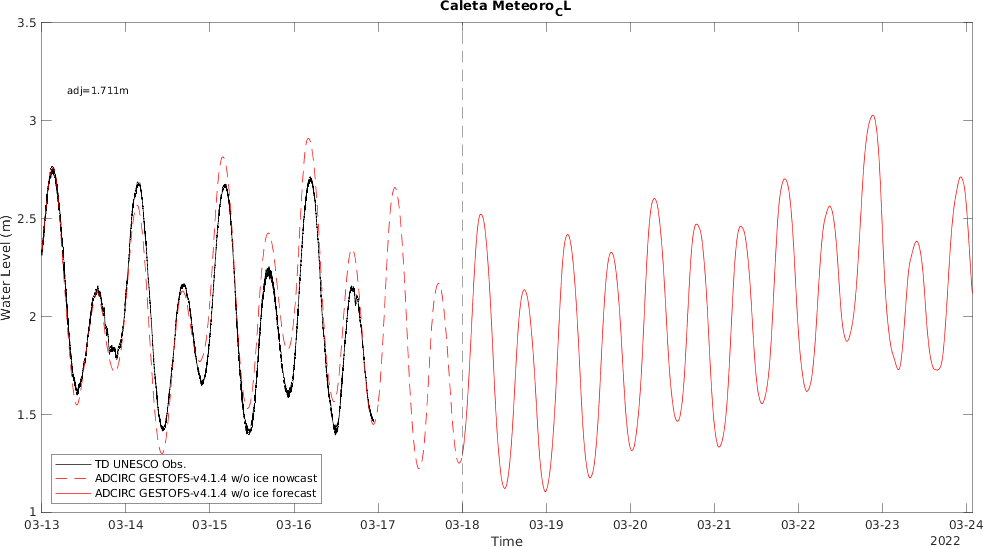 Caleta Meteoro_CL
3.5
adj=1.711m
3
2.5
Water Level (m)
2
1.5
TD UNESCO Obs.
ADCIRC GESTOFS-v4.1.4 w/o ice nowcast
ADCIRC GESTOFS-v4.1.4 w/o ice forecast
1
03-13 03-14 03-15 03-16 03-17 03-18 03-19 03-20 03-21 03-22 03-23 03-24
Time
2022